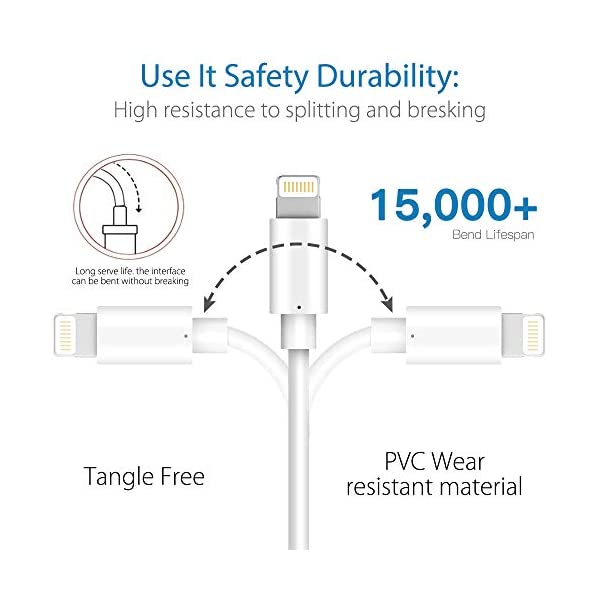 Use It Safety Durability:
High resistance to splitting and bresking
15,000+
Bend Lifespan
Long serve life. the interface
can be bent without breaking
Tangle Free
PVC Wear
resistant material